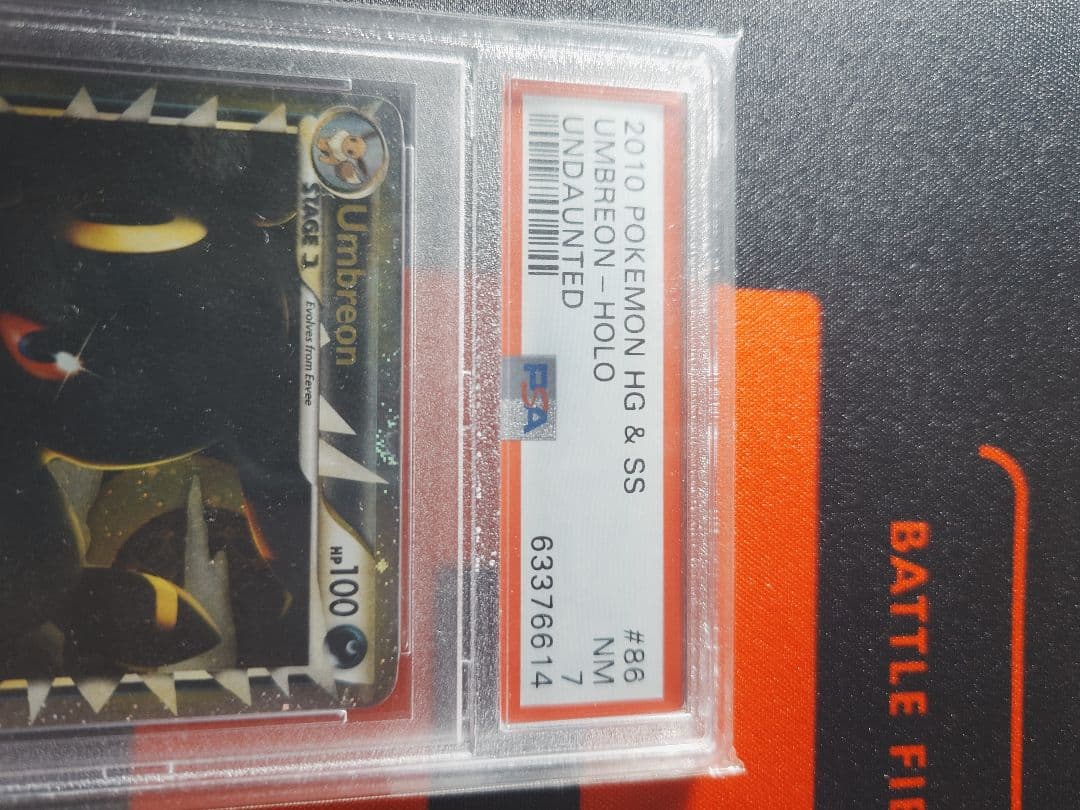 2010 POKEMON HG & SS #86
UMBREON-HOLO NM
UNDAUNTED 7
PSA 63376614
Umbreon HP100
STAGE 1 Evolves from Eevee
BATTLE